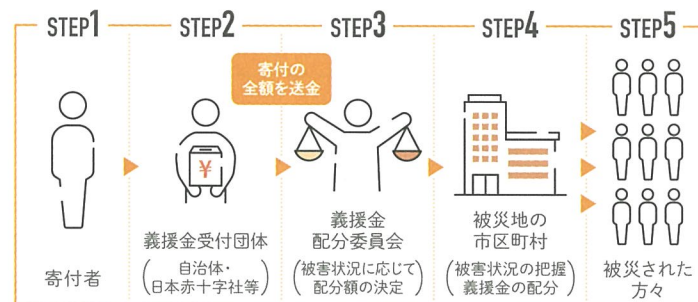 STEP1
STEP2
STEP3
STEP4
STEP5
寄付の
全額を送金
¥
寄付者
義援金受付団体
(自治体・
日本赤十字社等)
義援金
配分委員会
(被害状況に応じて
配分額の決定)
被災地の
市区町村
(被害状況の把握
義援金の配分)
被災された
方々